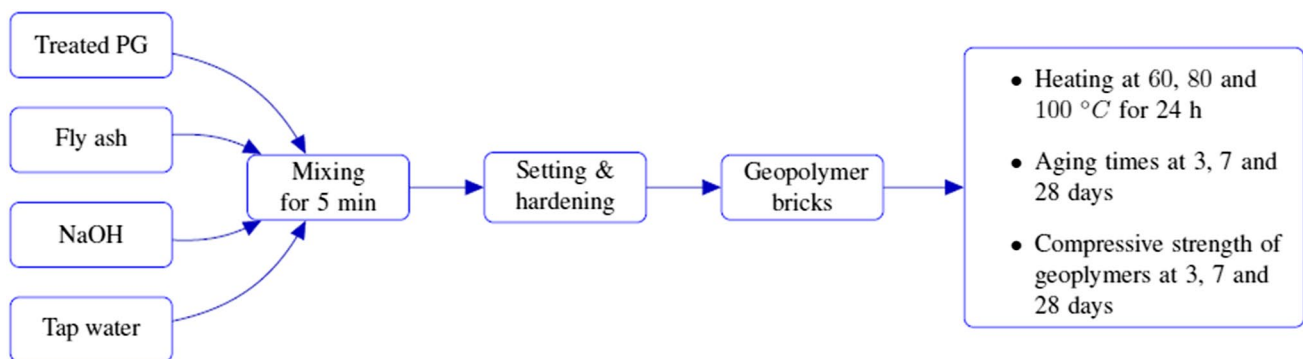 Treated PG
Fly ash
NaOH
Tap water
Mixing
for 5 min
Setting &
hardening
Geopolymer
bricks
• Heating at 60, 80 and
100 °C for 24 h
• Aging times at 3, 7 and
28 days
• Compressive strength of
geoplymers at 3, 7 and
28 days